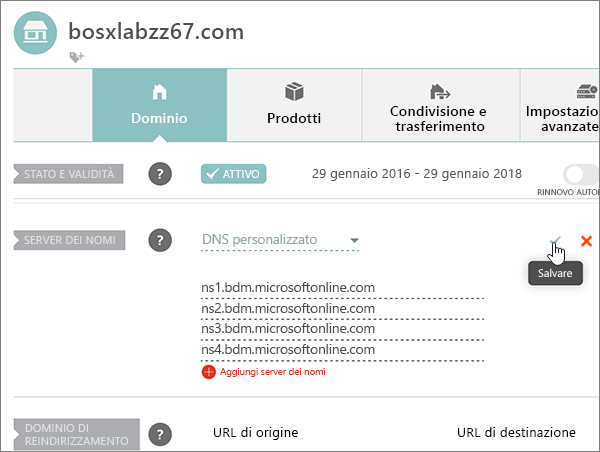 bosxlabzz67.com
Dominio
Prodotti
Condivisione e
trasferimento
Impostazio
avanzate
STATO E VALIDITÀ
?
ATTIVO
29 gennaio 2016 - 29 gennaio 2018
RINNOVO AUTO
SERVER DEI NOMI
?
DNS personalizzato
Salvare
ns1.bdm.microsoftonline.com
ns2.bdm.microsoftonline.com
ns3.bdm.microsoftonline.com
ns4.bdm.microsoftonline.com
Aggiungi server dei nomi
DOMINIO DI
REINDIRIZZAMENTO
?
URL di origine
URL di destinazione